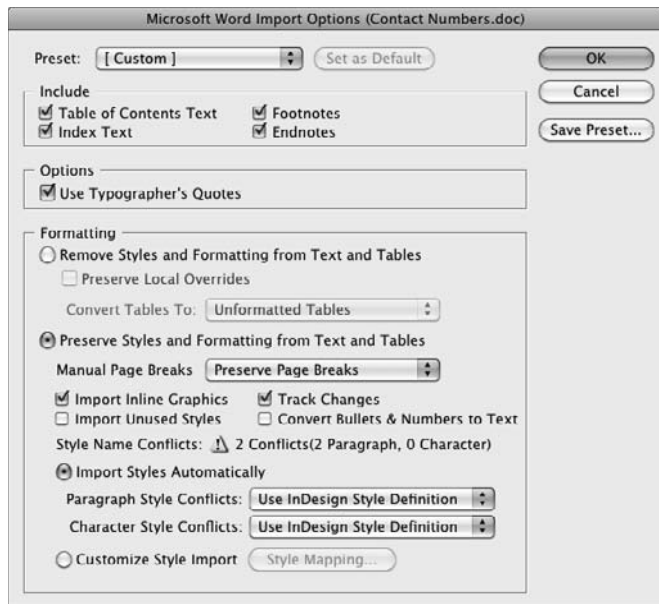 Microsoft Word Import Options (Contact Numbers.doc)
Preset: [ Custom ] Set as Default OK
Include Cancel
Table of Contents Text Footnotes
Index Text Endnotes Save Preset...
Options
Use Typographer's Quotes
Formatting
Remove Styles and Formatting from Text and Tables
Preserve Local Overrides
Convert Tables To: Unformatted Tables
Preserve Styles and Formatting from Text and Tables
Manual Page Breaks Preserve Page Breaks
Import Inline Graphics Track Changes
Import Unused Styles Convert Bullets & Numbers to Text
Style Name Conflicts: 2 Conflicts(2 Paragraph, 0 Character)
Import Styles Automatically
Paragraph Style Conflicts: Use InDesign Style Definition
Character Style Conflicts: Use InDesign Style Definition
Customize Style Import Style Mapping...